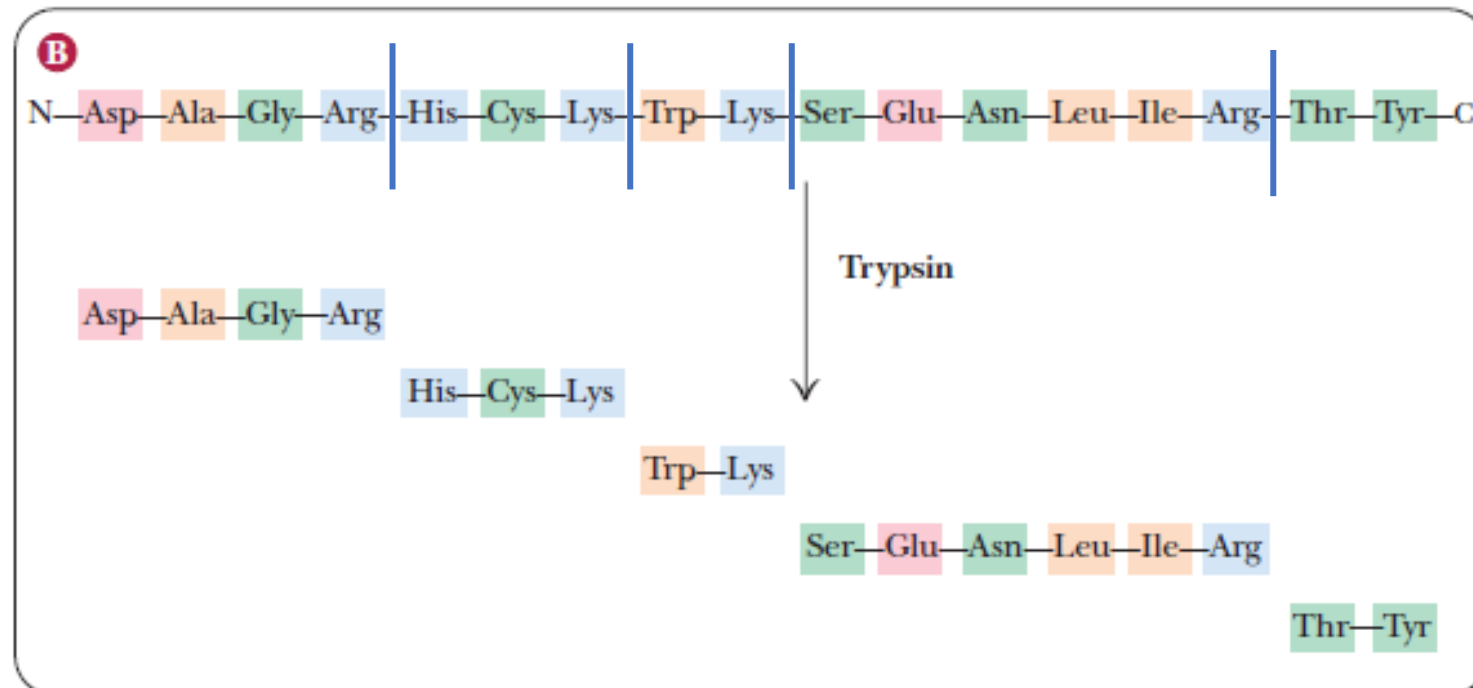 B
N—Asp—Ala—Gly—Arg—His—Cys—Lys—Trp—Lys—Ser—Glu—Asn—Leu—Ile—Arg—Thr—Tyr—C
Trypsin
Asp—Ala—Gly—Arg
His—Cys—Lys
Trp—Lys
Ser—Glu—Asn—Leu—Ile—Arg
Thr—Tyr